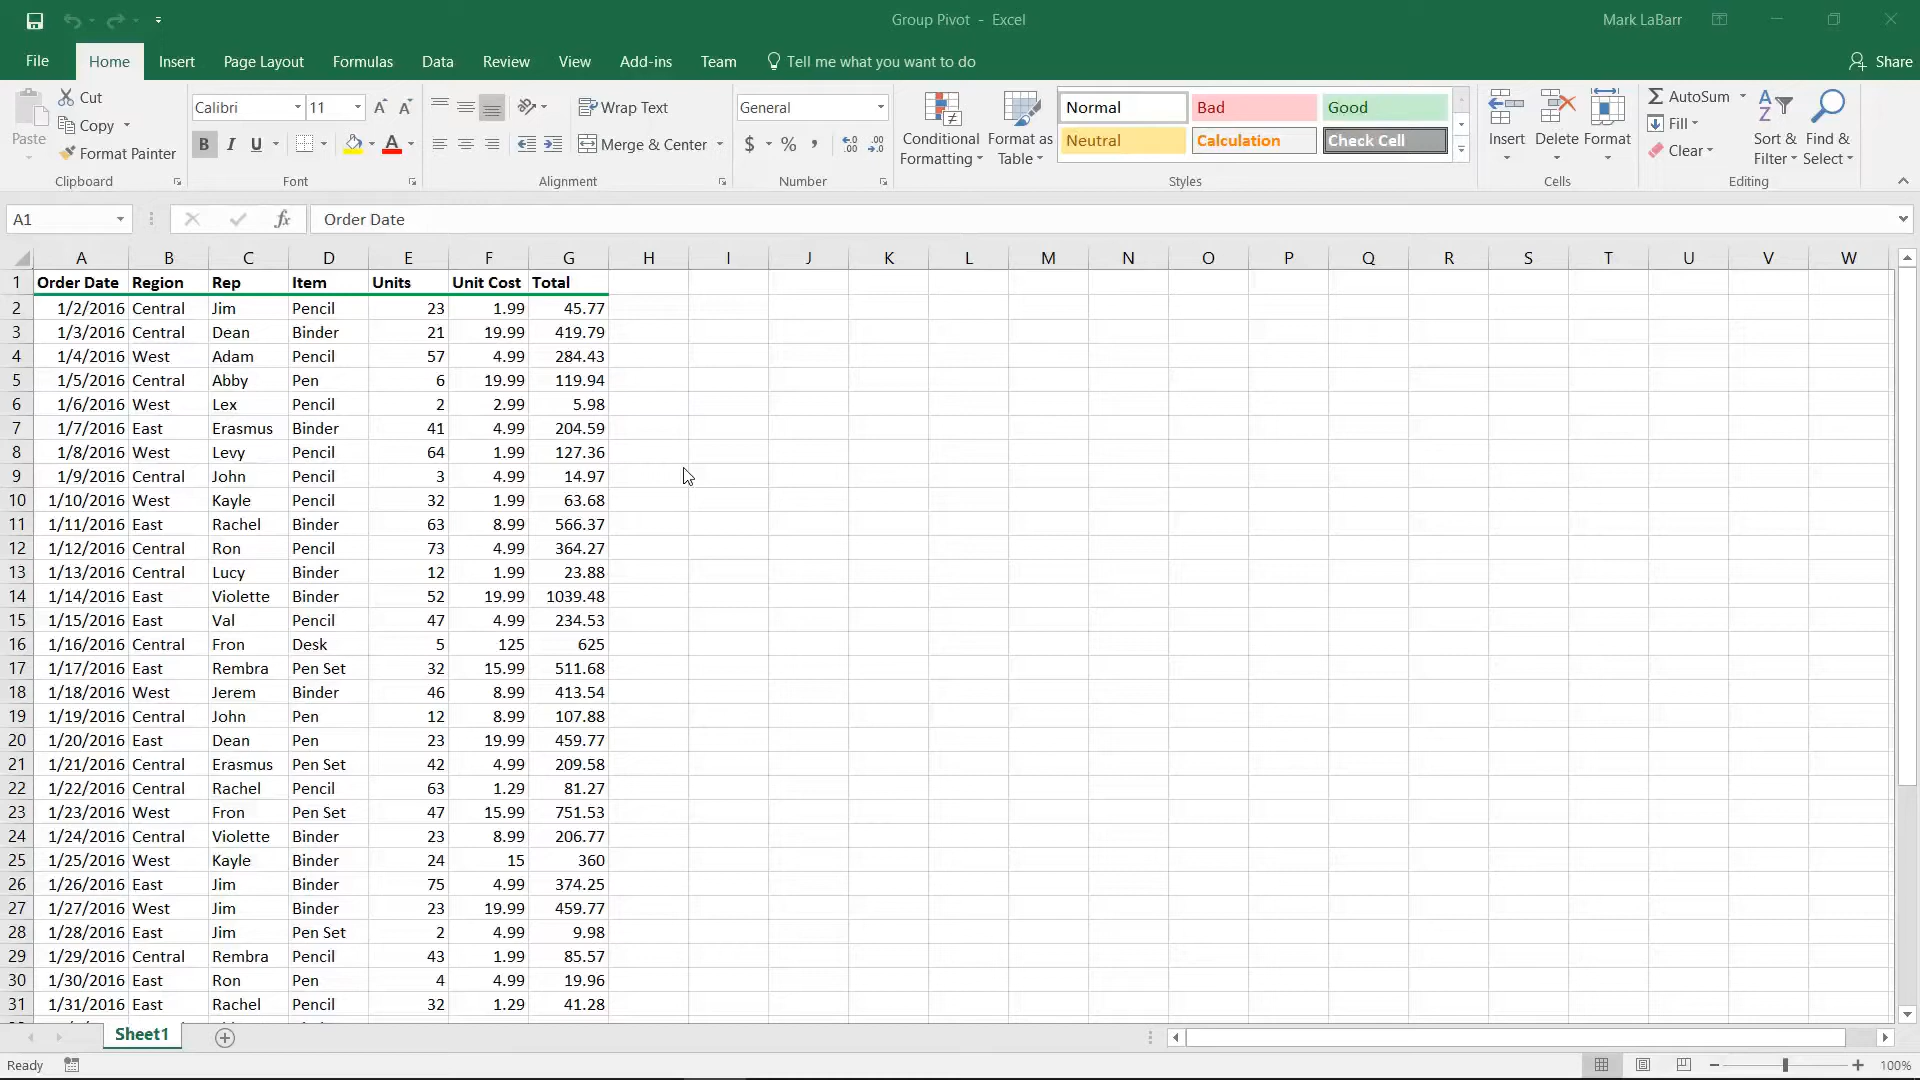 Group Pivot - Excel
Mark LaBarr
File Home Insert Page Layout Formulas Data Review View Add-ins Team Tell me what you want to do Share
Paste
Cut
Copy
Format Painter
Clipboard
Calibri 11
B I U
Font
Wrap Text
Merge & Center
Alignment
General
$ % ,
Number
Conditional Formatting
Format as Table
Normal Bad Good
Neutral Calculation Check Cell
Styles
Insert Delete Format
Cells
AutoSum
Fill
Clear
Sort & Filter
Find & Select
Editing
A1 fx Order Date
A B C D E F G H I J K L M N O P Q R S T U V W
1 Order Date Region Rep Item Units Unit Cost Total
2 1/2/2016 Central Jim Pencil 23 1.99 45.77
3 1/3/2016 Central Dean Binder 21 19.99 419.79
4 1/4/2016 West Adam Pencil 57 4.99 284.43
5 1/5/2016 Central Abby Pen 6 19.99 119.94
6 1/6/2016 West Lex Pencil 2 2.99 5.98
7 1/7/2016 East Erasmus Binder 41 4.99 204.59
8 1/8/2016 West Levy Pencil 64 1.99 127.36
9 1/9/2016 Central John Pencil 3 4.99 14.97
10 1/10/2016 West Kayle Pencil 32 1.99 63.68
11 1/11/2016 East Rachel Binder 63 8.99 566.37
12 1/12/2016 Central Ron Pencil 73 4.99 364.27
13 1/13/2016 Central Lucy Binder 12 1.99 23.88
14 1/14/2016 East Violette Binder 52 19.99 1039.48
15 1/15/2016 East Val Pencil 47 4.99 234.53
16 1/16/2016 Central Fron Desk 5 125 625
17 1/17/2016 East Rembra Pen Set 32 15.99 511.68
18 1/18/2016 West Jerem Binder 46 8.99 413.54
19 1/19/2016 Central John Pen 12 8.99 107.88
20 1/20/2016 East Dean Pen 23 19.99 459.77
21 1/21/2016 Central Erasmus Pen Set 42 4.99 209.58
22 1/22/2016 Central Rachel Pencil 63 1.29 81.27
23 1/23/2016 West Fron Pen Set 47 15.99 751.53
24 1/24/2016 Central Violette Binder 23 8.99 206.77
25 1/25/2016 West Kayle Binder 24 15 360
26 1/26/2016 East Jim Binder 75 4.99 374.25
27 1/27/2016 West Jim Binder 23 19.99 459.77
28 1/28/2016 East Jim Pen Set 2 4.99 9.98
29 1/29/2016 Central Rembra Pencil 43 1.99 85.57
30 1/30/2016 East Ron Pen 4 4.99 19.96
31 1/31/2016 East Rachel Pencil 32 1.29 41.28
Sheet1
Ready
100%